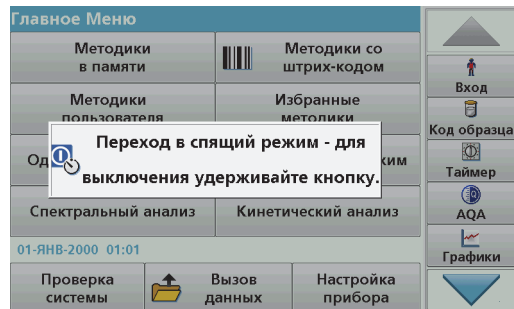 Главное Меню
Методики
в памяти
Методики со
штрих-кодом
Методики
пользователя
Избранные
методики
Переход в спящий режим - для
выключения удерживайте кнопку.
Од
ким
Спектральный анализ
Кинетический анализ
01-ЯНВ-2000 01:01
Проверка
системы
Вызов
данных
Настройка
прибора
Вход
Код образца
Таймер
AQA
Графики